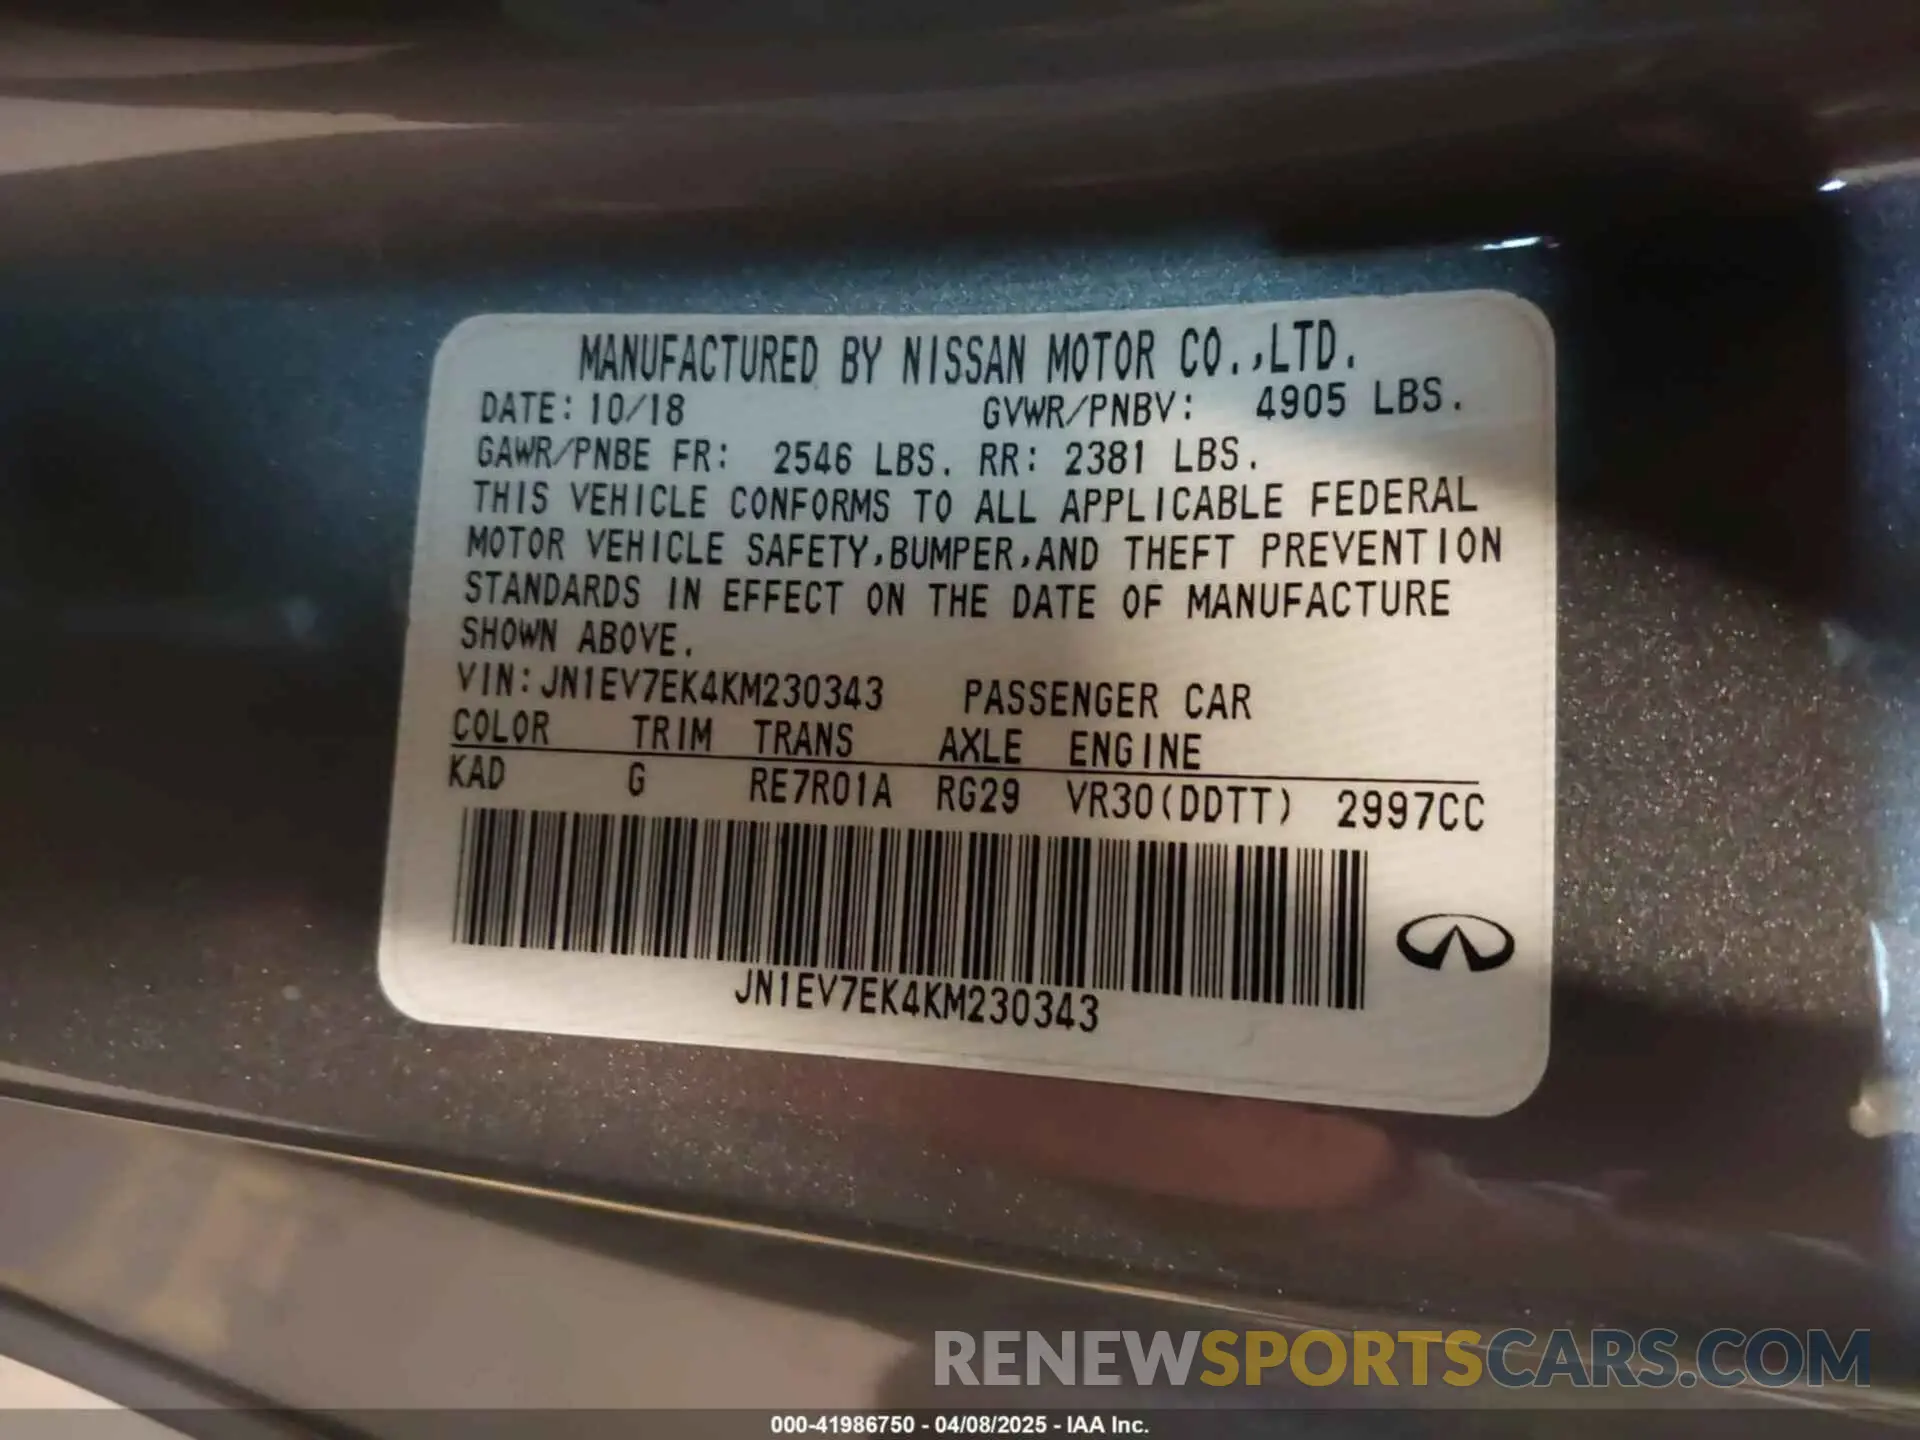 MANUFACTURED BY NISSAN MOTOR CO.,LTD.
DATE: 10/18 GVWR/PNBV: 4905 LBS.
GAWR/PNBE FR: 2546 LBS. RR: 2381 LBS.
THIS VEHICLE CONFORMS TO ALL APPLICABLE FEDERAL
MOTOR VEHICLE SAFETY,BUMPER,AND THEFT PREVENTION
STANDARDS IN EFFECT ON THE DATE OF MANUFACTURE
SHOWN ABOVE.
VIN:JN1EV7EK4KM230343 PASSENGER CAR
COLOR TRIM TRANS AXLE ENGINE
KAD G RE7R01A RG29 VR30(DDTT) 2997CC
JN1EV7EK4KM230343
RENEWSPORTSCARS.COM
000-41986750 - 04/08/2025 - IAA Inc.